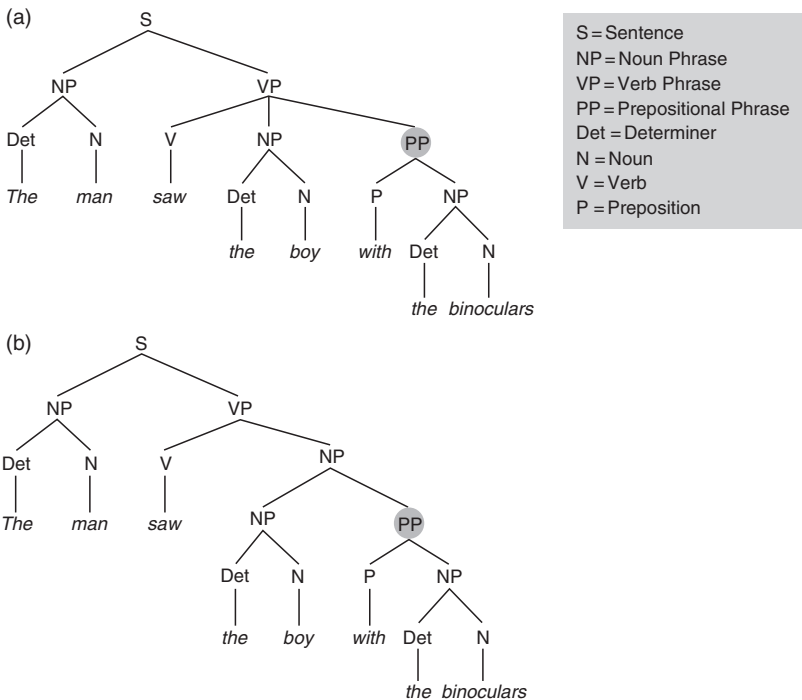 (a)
S
NP VP
Det N V NP PP
The man saw Det N P NP
the boy with Det N
the binoculars
S = Sentence
NP = Noun Phrase
VP = Verb Phrase
PP = Prepositional Phrase
Det = Determiner
N = Noun
V = Verb
P = Preposition
(b)
S
NP VP
Det N V NP
The man saw NP PP
Det N P NP
the boy with Det N
the binoculars